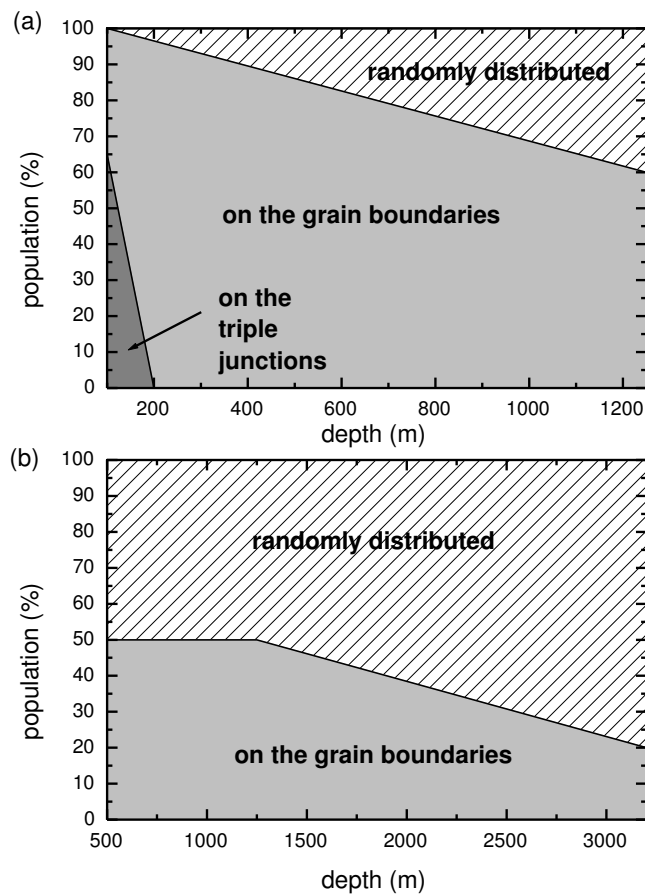 (a)
100
90
80
70
60
50
40
30
20
10
0
population (%)
randomly distributed
on the grain boundaries
on the
triple
junctions
200 400 600 800 1000 1200
depth (m)
(b)
100
90
80
70
60
50
40
30
20
10
0
population (%)
randomly distributed
on the grain boundaries
500 1000 1500 2000 2500 3000
depth (m)